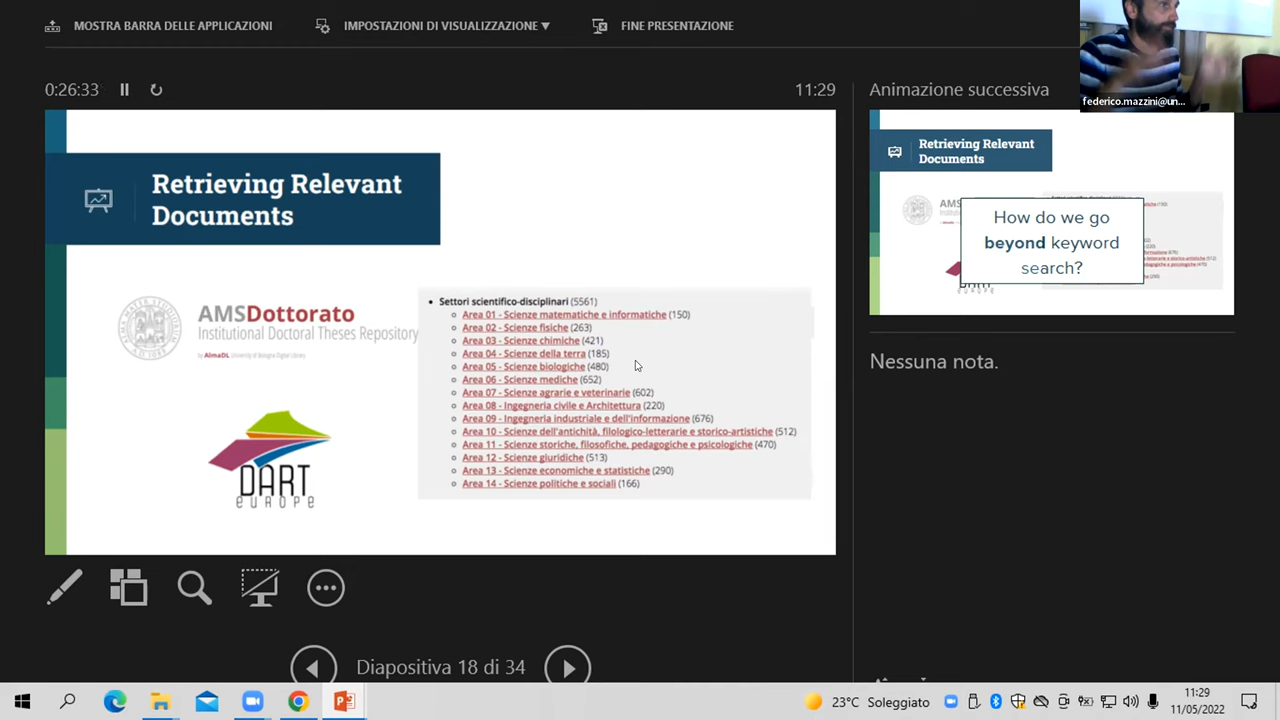 MOSTRA BARRA DELLE APPLICAZIONI
IMPOSTAZIONI DI VISUALIZZAZIONE ▼
FINE PRESENTAZIONE
federico.mazzini@un...
0:26:33
11:29
Animazione successiva
Retrieving Relevant
Documents
AMSDottorato
Institutional Doctoral Theses Repository
by AlmaDL University of Bologna Digital Library
DART
europe
• Settori scientifico-disciplinari (5561)
Area 01 - Scienze matematiche e informatiche (150)
Area 02 - Scienze fisiche (263)
Area 03 - Scienze chimiche (421)
Area 04 - Scienze della terra (185)
Area 05 - Scienze biologiche (480)
Area 06 - Scienze mediche (652)
Area 07 - Scienze agrarie e veterinarie (602)
Area 08 - Ingegneria civile e Architettura (220)
Area 09 - Ingegneria industriale e dell'informazione (676)
Area 10 - Scienze dell'antichità, filologico-letterarie e storico-artistiche (512)
Area 11 - Scienze storiche, filosofiche, pedagogiche e psicologiche (470)
Area 12 - Scienze giuridiche (513)
Area 13 - Scienze economiche e statistiche (290)
Area 14 - Scienze politiche e sociali (166)
Retrieving Relevant
Documents
How do we go
beyond keyword
search?
Nessuna nota.
Diapositiva 18 di 34
23°C Soleggiato
11:29
11/05/2022